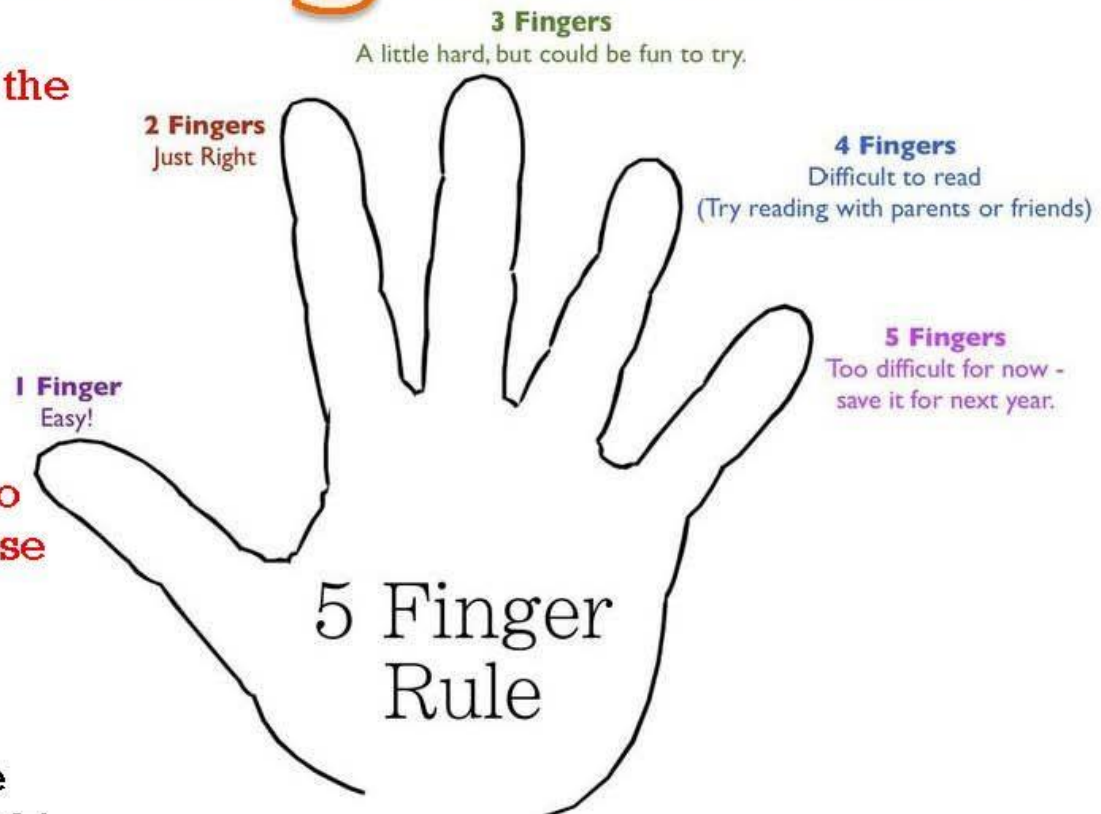 3 Fingers
A little hard, but could be fun to try.
the
2 Fingers
Just Right
4 Fingers
Difficult to read
(Try reading with parents or friends)
5 Fingers
Too difficult for now -
save it for next year.
1 Finger
Easy!
o
se
5 Finger
Rule
e